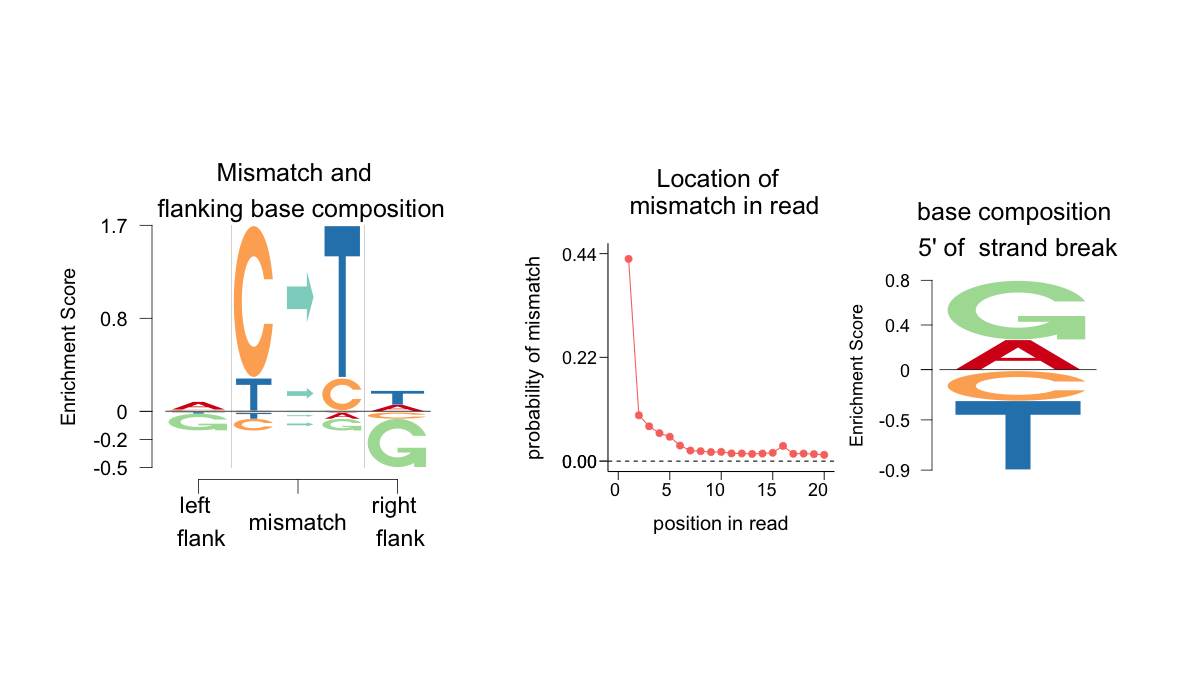 Mismatch and
flanking base composition
Enrichment Score
1.7
0.8
0
-0.2
-0.5
C T
T C
A
G
C
A
G
T
A
C
G
left
flank
mismatch
right
flank
Location of
mismatch in read
probability of mismatch
0.44
0.22
0.00
0 5 10 15 20
position in read
base composition
5' of strand break
Enrichment Score
0.8
0.4
0
-0.5
-0.9
G
A
C
T